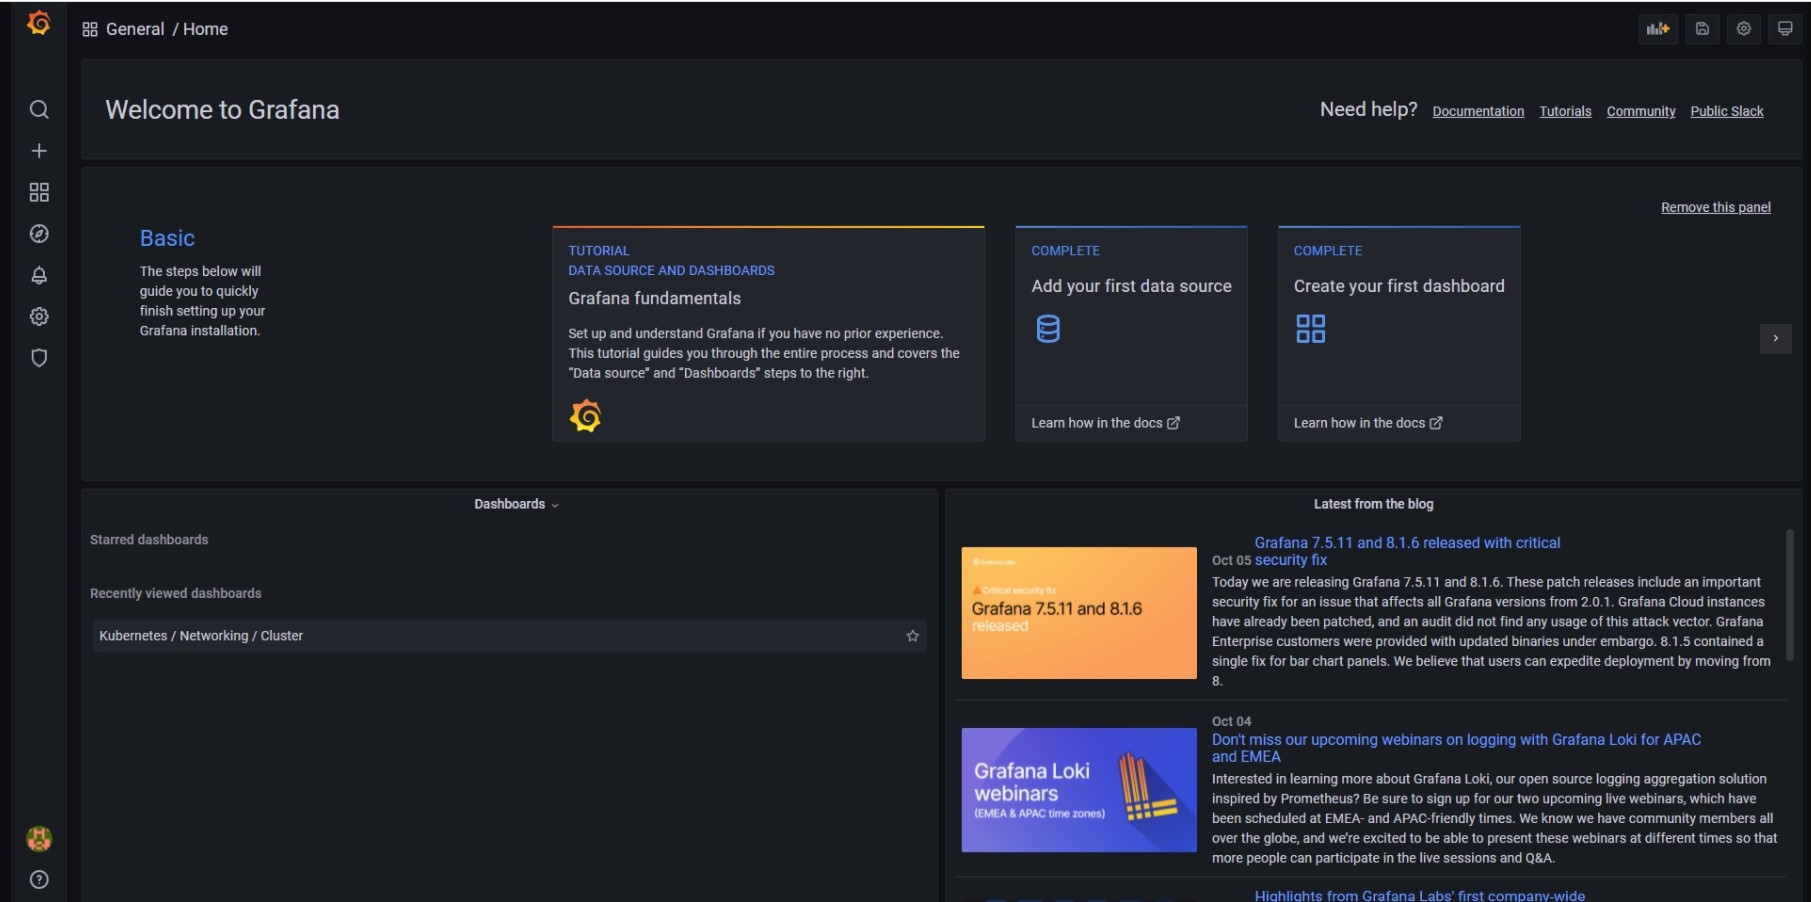 General / Home
Welcome to Grafana
Need help? Documentation Tutorials Community Public Slack
Remove this panel
Basic
The steps below will
guide you to quickly
finish setting up your
Grafana installation.
TUTORIAL
DATA SOURCE AND DASHBOARDS
Grafana fundamentals
Set up and understand Grafana if you have no prior experience.
This tutorial guides you through the entire process and covers the
“Data source” and “Dashboards” steps to the right.
COMPLETE
Add your first data source
Learn how in the docs
COMPLETE
Create your first dashboard
Learn how in the docs
Dashboards
Starred dashboards
Recently viewed dashboards
Kubernetes / Networking / Cluster
Latest from the blog
Grafana Labs
Critical security fix
Grafana 7.5.11 and 8.1.6
released
Grafana 7.5.11 and 8.1.6 released with critical
Oct 05 security fix
Today we are releasing Grafana 7.5.11 and 8.1.6. These patch releases include an important
security fix for an issue that affects all Grafana versions from 2.0.1. Grafana Cloud instances
have already been patched, and an audit did not find any usage of this attack vector. Grafana
Enterprise customers were provided with updated binaries under embargo. 8.1.5 contained a
single fix for bar chart panels. We believe that users can expedite deployment by moving from
8.
Grafana Loki
webinars
(EMEA & APAC time zones)
Oct 04
Don't miss our upcoming webinars on logging with Grafana Loki for APAC
and EMEA
Interested in learning more about Grafana Loki, our open source logging aggregation solution
inspired by Prometheus? Be sure to sign up for our two upcoming live webinars, which have
been scheduled at EMEA- and APAC-friendly times. We know we have community members all
over the globe, and we’re excited to be able to present these webinars at different times so that
more people can participate in the live sessions and Q&A.
Highlights from Grafana Labs' first company-wide